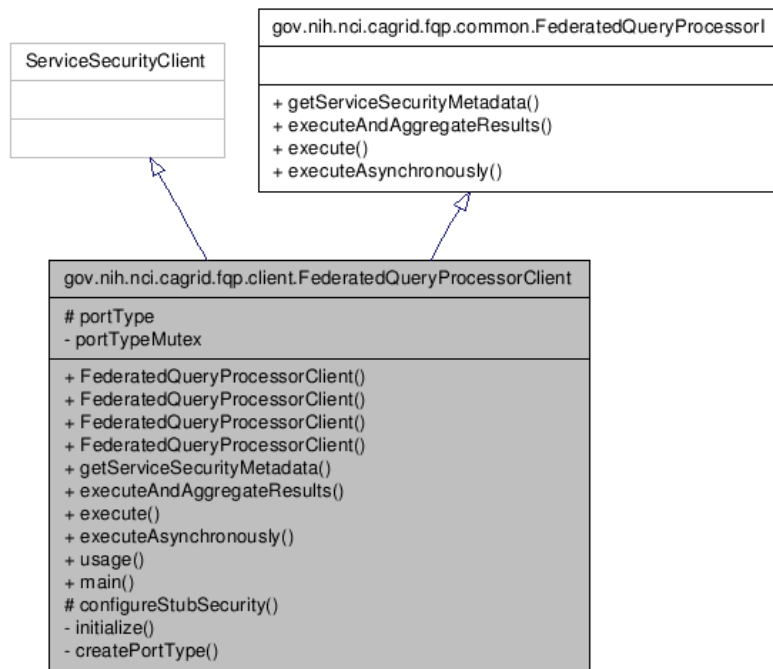 gov.nih.nci.cagrid.fqp.common.FederatedQueryProcessorI
+ getServiceSecurityMetadata()
+ executeAndAggregateResults()
+ execute()
+ executeAsynchronously()
ServiceSecurityClient
gov.nih.nci.cagrid.fqp.client.FederatedQueryProcessorClient
# portType
- portTypeMutex
+ FederatedQueryProcessorClient()
+ FederatedQueryProcessorClient()
+ FederatedQueryProcessorClient()
+ FederatedQueryProcessorClient()
+ getServiceSecurityMetadata()
+ executeAndAggregateResults()
+ execute()
+ executeAsynchronously()
+ usage()
+ main()
# configureStubSecurity()
- initialize()
- createPortType()